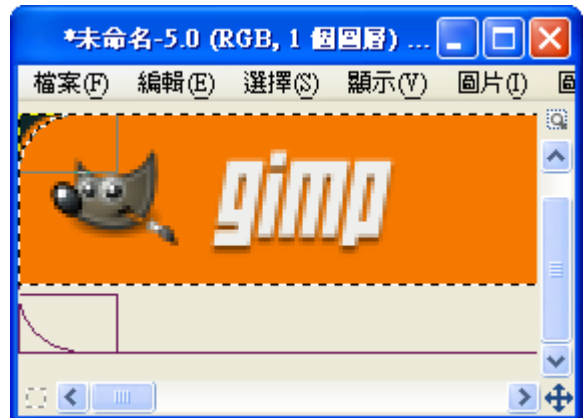 *未命名-5.0 (RGB, 1 個圖層) ...
檔案(F) 編輯(E) 選擇(S) 顯示(V) 圖片(I)
gimp